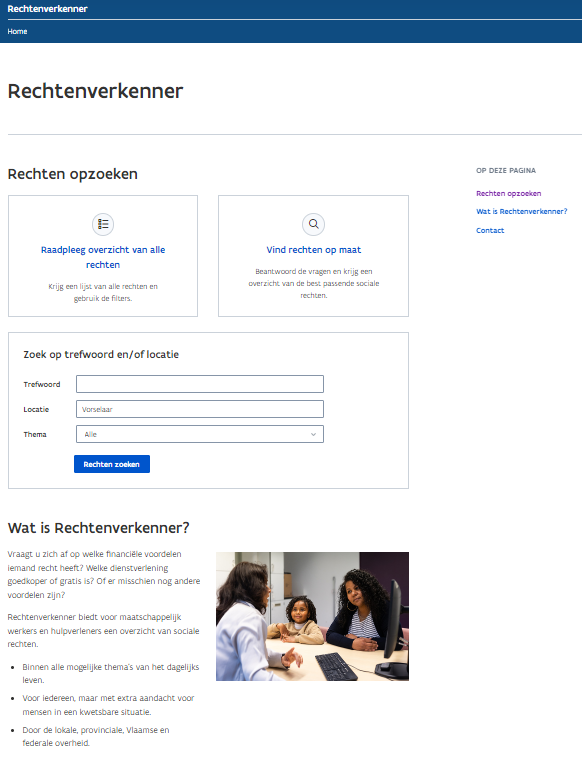 Rechtenverkenner
Home
Rechtenverkenner
Rechten opzoeken
Raadpleeg overzicht van alle
rechten
Krijg een lijst van alle rechten en
gebruik de filters.
Vind rechten op maat
Beantwoord de vragen en krijg een
overzicht van de best passende sociale
rechten.
OP DEZE PAGINA
Rechten opzoeken
Wat is Rechtenverkenner?
Contact
Zoek op trefwoord en/of locatie
Trefwoord
Locatie Vorselaar
Thema Alle
Rechten zoeken
Wat is Rechtenverkenner?
Vraagt u zich af op welke financiële voordelen
iemand recht heeft? Welke dienstverlening
goedkoper of gratis is? Of er misschien nog andere
voordelen zijn?
Rechtenverkenner biedt voor maatschappelijk
werkers en hulpverleners een overzicht van sociale
rechten.
• Binnen alle mogelijke thema's van het dagelijks
leven.
• Voor iedereen, maar met extra aandacht voor
mensen in een kwetsbare situatie.
• Door de lokale, provinciale, Vlaamse en
federale overheid.